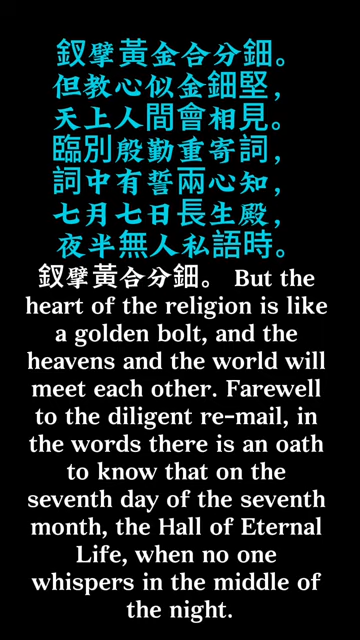 釵擘黃金合分鈿。
但教心似金鈿堅，
天上人間會相見。
臨別殷勤重寄詞，
詞中有誓兩心知，
七月七日長生殿，
夜半無人私語時。
釵擘黃合分鈿。 But the
heart of the religion is like
a golden bolt, and the
heavens and the world will
meet each other. Farewell
to the diligent re-mail, in
the words there is an oath
to know that on the
seventh day of the seventh
month, the Hall of Eternal
Life, when no one
whispers in the middle of
the night.